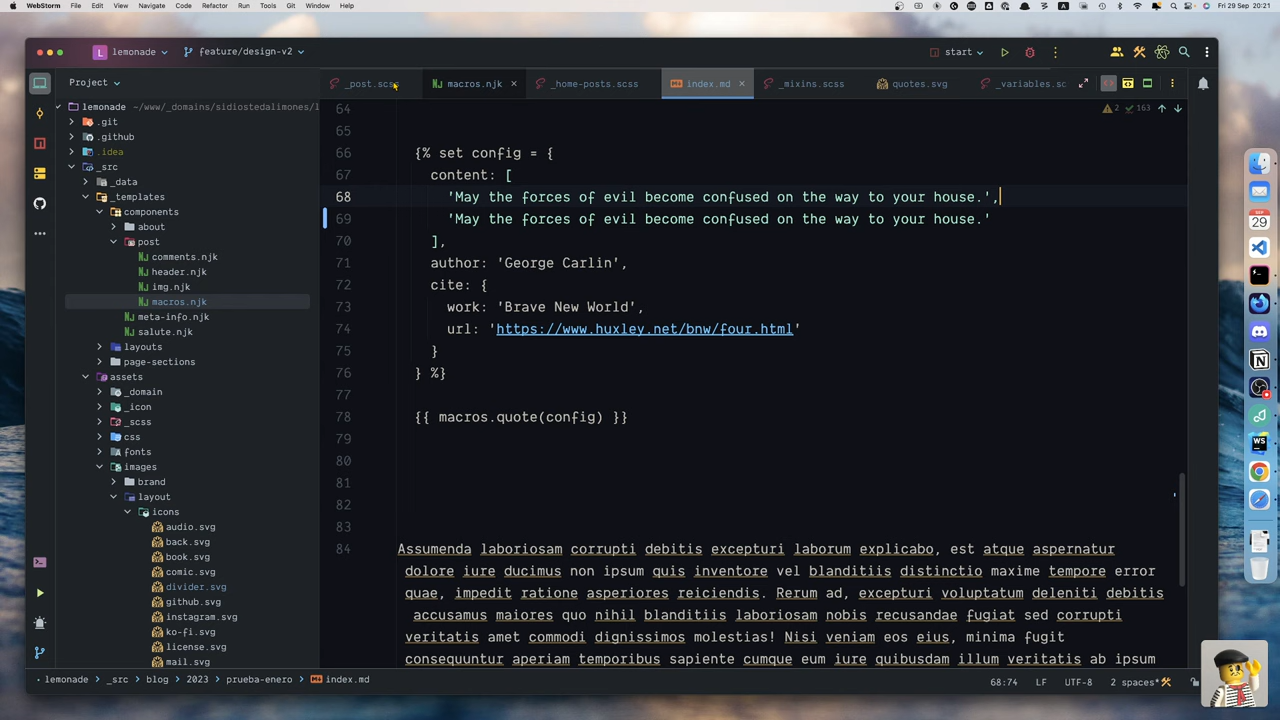 WebStorm File Edit View Navigate Code Refactor Run Tools Git Window Help
Fri 29 Sep 20:21
lemonade feature/design-v2 start
Project
_post.scss macros.njk _home-posts.scss index.md _mixins.scss quotes.svg _variables.sc
lemonade ~/www/_domains/sidiostedalimones/l
.git
.github
.idea
_src
_data
_templates
components
about
post
comments.njk
header.njk
img.njk
macros.njk
meta-info.njk
salute.njk
layouts
page-sections
assets
_domain
_icon
_scss
css
fonts
images
brand
layout
icons
audio.svg
back.svg
book.svg
comic.svg
divider.svg
github.svg
instagram.svg
ko-fi.svg
license.svg
mail.svg
2 163
64
65
66 {% set config = {
67 content: [
68 'May the forces of evil become confused on the way to your house.',
69 'May the forces of evil become confused on the way to your house.'
70 ],
71 author: 'George Carlin',
72 cite: {
73 work: 'Brave New World',
74 url: 'https://www.huxley.net/bnw/four.html'
75 }
76 } %}
77
78 {{ macros.quote(config) }}
79
80
81
82
83
84 Assumenda laboriosam corrupti debitis excepturi laborum explicabo, est atque aspernatur
dolore iure ducimus non ipsum quis inventore vel blanditiis distinctio maxime tempore error
quae, impedit ratione asperiores reiciendis. Rerum ad, excepturi voluptatum deleniti debitis
accusamus maiores quo nihil blanditiis laboriosam nobis recusandae fugiat sed corrupti
veritatis amet commodi dignissimos molestias! Nisi veniam eos eius, minima fugit
consequuntur aperiam temporibus sapiente cumque eum iure quibusdam illum veritatis ab ipsum
lemonade _src blog 2023 prueba-enero index.md
68:74 LF UTF-8 2 spaces*
SEP
29
WS